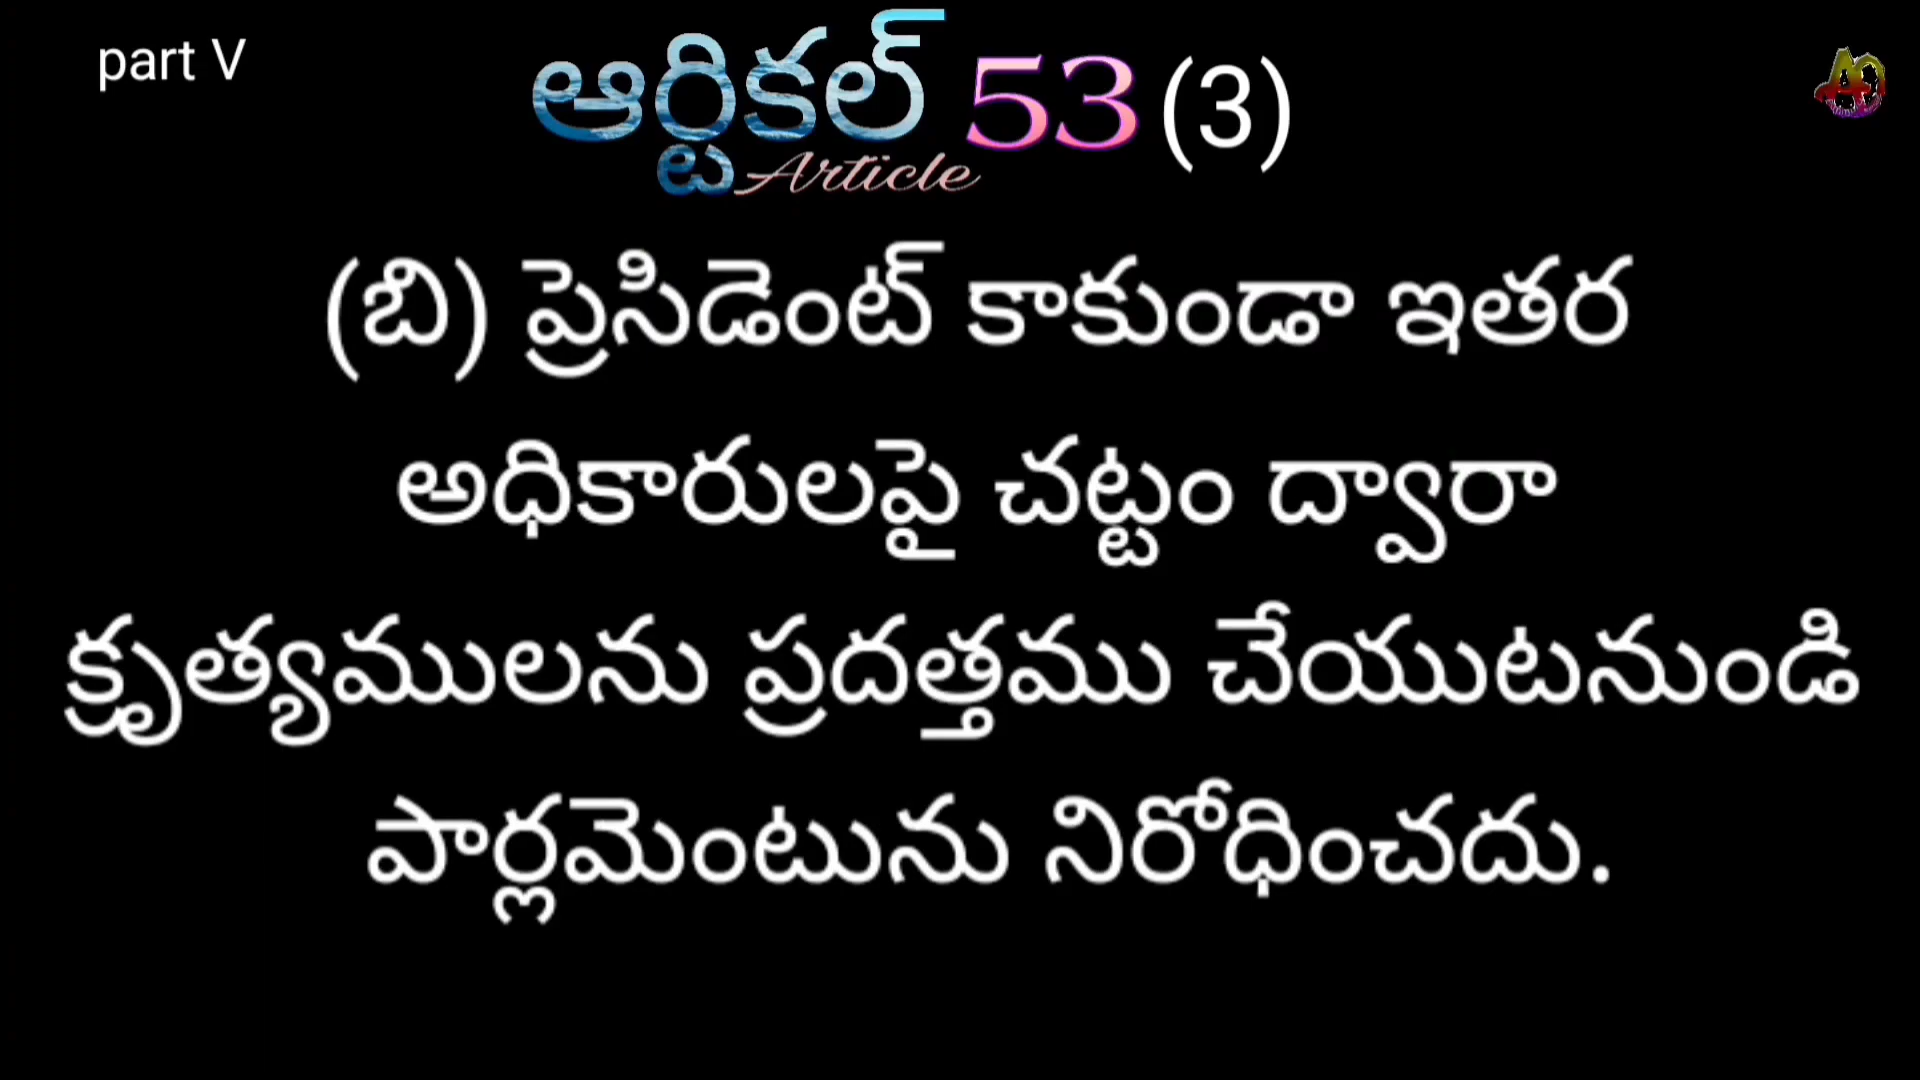 part V
ఆర్టికల్ 53 (3)
Article
(బి) ప్రెసిడెంట్ కాకుండా ఇతర
అధికారులపై చట్టం ద్వారా
క్రృత్యములను ప్రదత్తము చేయుటనుండి
పార్లమెంటును నిరోధించదు.